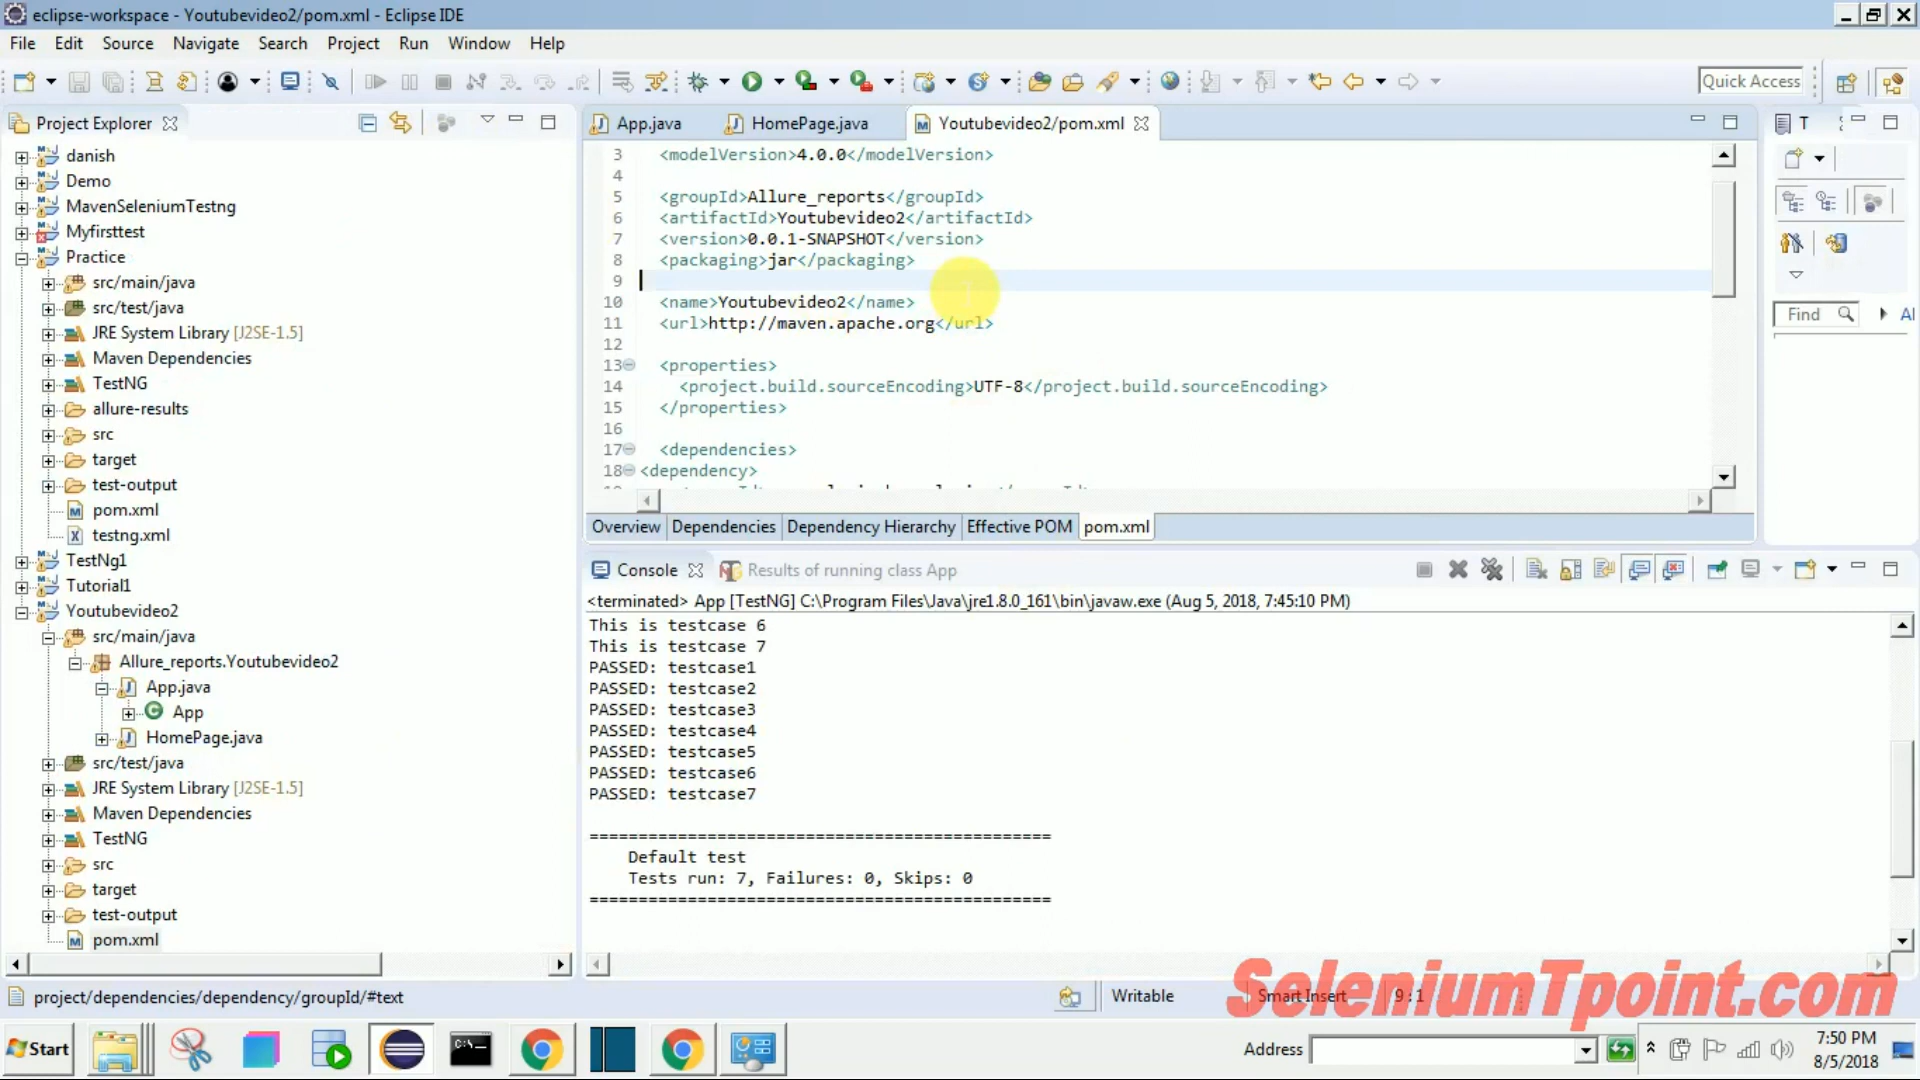 eclipse-workspace - Youtubevideo2/pom.xml - Eclipse IDE
File Edit Source Navigate Search Project Run Window Help
Quick Access
Project Explorer
App.java HomePage.java Youtubevideo2/pom.xml
T
danish
Demo
MavenSeleniumTestng
Myfirsttest
Practice
src/main/java
src/test/java
JRE System Library [J2SE-1.5]
Maven Dependencies
TestNG
allure-results
src
target
test-output
pom.xml
testng.xml
TestNg1
Tutorial1
Youtubevideo2
src/main/java
Allure_reports.Youtubevideo2
App.java
App
HomePage.java
src/test/java
JRE System Library [J2SE-1.5]
Maven Dependencies
TestNG
src
target
test-output
pom.xml
3 <modelVersion>4.0.0</modelVersion>
4
5 <groupId>Allure_reports</groupId>
6 <artifactId>Youtubevideo2</artifactId>
7 <version>0.0.1-SNAPSHOT</version>
8 <packaging>jar</packaging>
9
10 <name>Youtubevideo2</name>
11 <url>http://maven.apache.org</url>
12
13 <properties>
14 <project.build.sourceEncoding>UTF-8</project.build.sourceEncoding>
15 </properties>
16
17 <dependencies>
18 <dependency>
Find Al
Overview Dependencies Dependency Hierarchy Effective POM pom.xml
Console Results of running class App
<terminated> App [TestNG] C:\Program Files\Java\jre1.8.0_161\bin\javaw.exe (Aug 5, 2018, 7:45:10 PM)
This is testcase 6
This is testcase 7
PASSED: testcase1
PASSED: testcase2
PASSED: testcase3
PASSED: testcase4
PASSED: testcase5
PASSED: testcase6
PASSED: testcase7
===============================================
Default test
Tests run: 7, Failures: 0, Skips: 0
===============================================
project/dependencies/dependency/groupId/#text
Writable Smart Insert 9 : 1
SeleniumTpoint.com
Start
Address
7:50 PM
8/5/2018